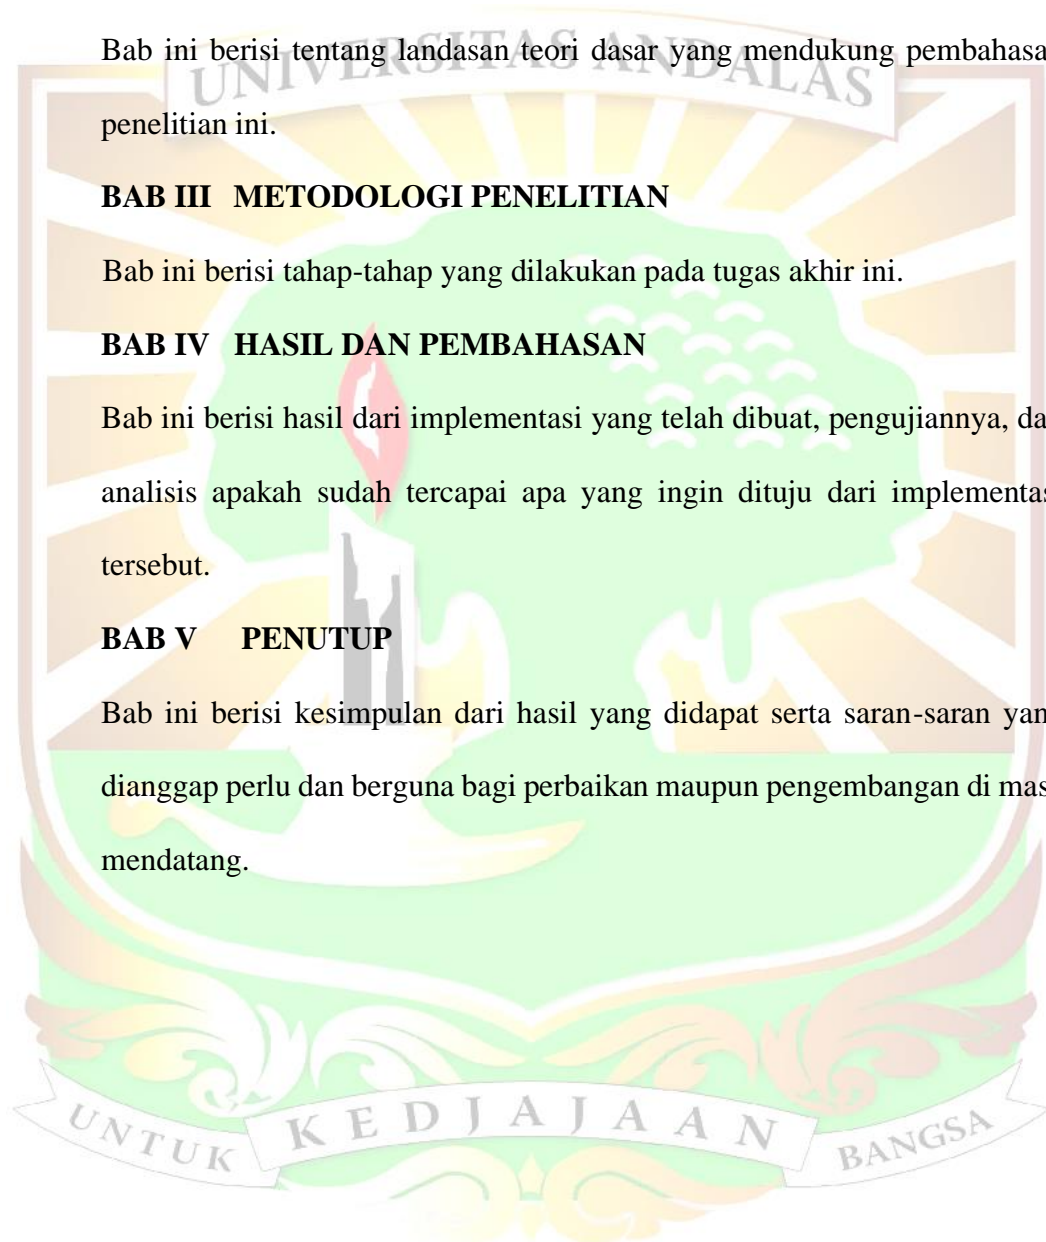 Bab ini berisi tentang landasan teori dasar yang mendukung pembahasa
UNIVERSITAS ANDALAS
penelitian ini.
BAB III METODOLOGI PENELITIAN
Bab ini berisi tahap-tahap yang dilakukan pada tugas akhir ini.
BAB IV HASIL DAN PEMBAHASAN
Bab ini berisi hasil dari implementasi yang telah dibuat, pengujiannya, da
analisis apakah sudah tercapai apa yang ingin dituju dari implementas
tersebut.
BAB V PENUTUP
Bab ini berisi kesimpulan dari hasil yang didapat serta saran-saran yan
dianggap perlu dan berguna bagi perbaikan maupun pengembangan di mas
mendatang.
UNTUK KEDJAJAAN BANGSA